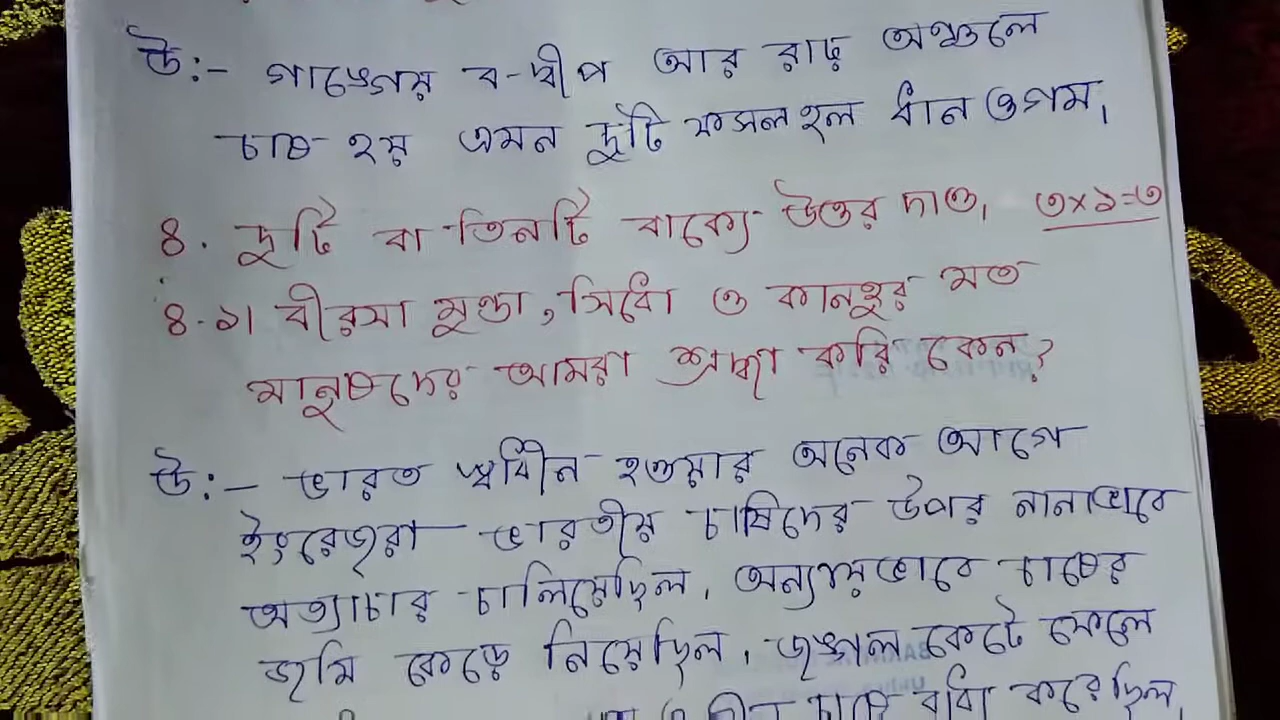 উঃ- গাঙ্গেয় ব-দ্বীপ আর রাঢ় অঞ্চলে
চাষ হয় এমন দুটি ফসল হল ধান ও গম।
৪. দুটি বা তিনটি বাক্যে উত্তর দাও। ৩×১=৩
৪.১। বীরসা মুণ্ডা, সিধো ও কানহুর মত
মানুষদের আমরা শ্রদ্ধা করি কেন?
উঃ- ভারত স্বাধীন হওয়ার অনেক আগে
ইংরেজরা ভারতীয় চাষিদের উপর নানাভাবে
অত্যাচার চালিয়েছিল। অন্যায়ভাবে চাষের
জমি কেড়ে নিয়েছিল। জঙ্গল কেটে ফেলে
চাষে বাধ্য করেছিল।